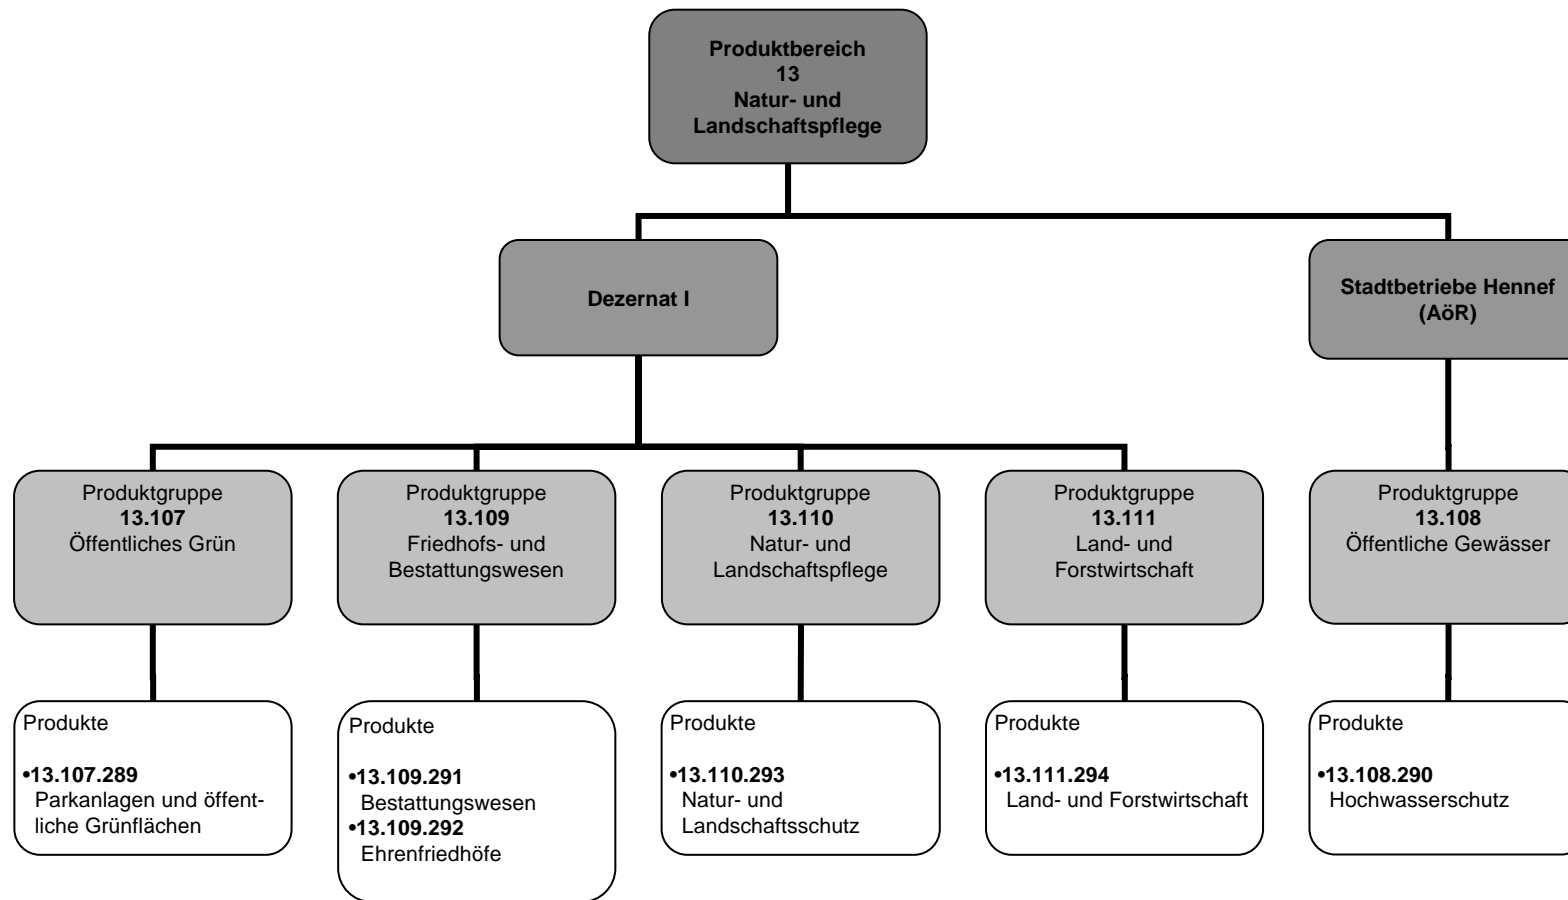 Produktbereich
13
Natur- und
Landschaftspflege
Dezernat I
Stadtbetriebe Hennef
(AöR)
Produktgruppe
13.107
Öffentliches Grün
Produktgruppe
13.109
Friedhofs- und
Bestattungswesen
Produktgruppe
13.110
Natur- und
Landschaftspflege
Produktgruppe
13.111
Land- und
Forstwirtschaft
Produktgruppe
13.108
Öffentliche Gewässer
Produkte
•13.107.289
Parkanlagen und öffent-
liche Grünflächen
Produkte
•13.109.291
Bestattungswesen
•13.109.292
Ehrenfriedhöfe
Produkte
•13.110.293
Natur- und
Landschaftsschutz
Produkte
•13.111.294
Land- und Forstwirtschaft
Produkte
•13.108.290
Hochwasserschutz